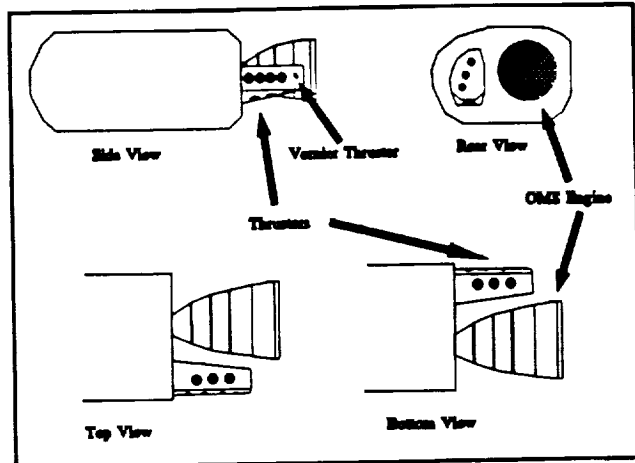 Side View
Vernier Thruster
Rear View
OMS Engine
Thrusters
Top View
Bottom View